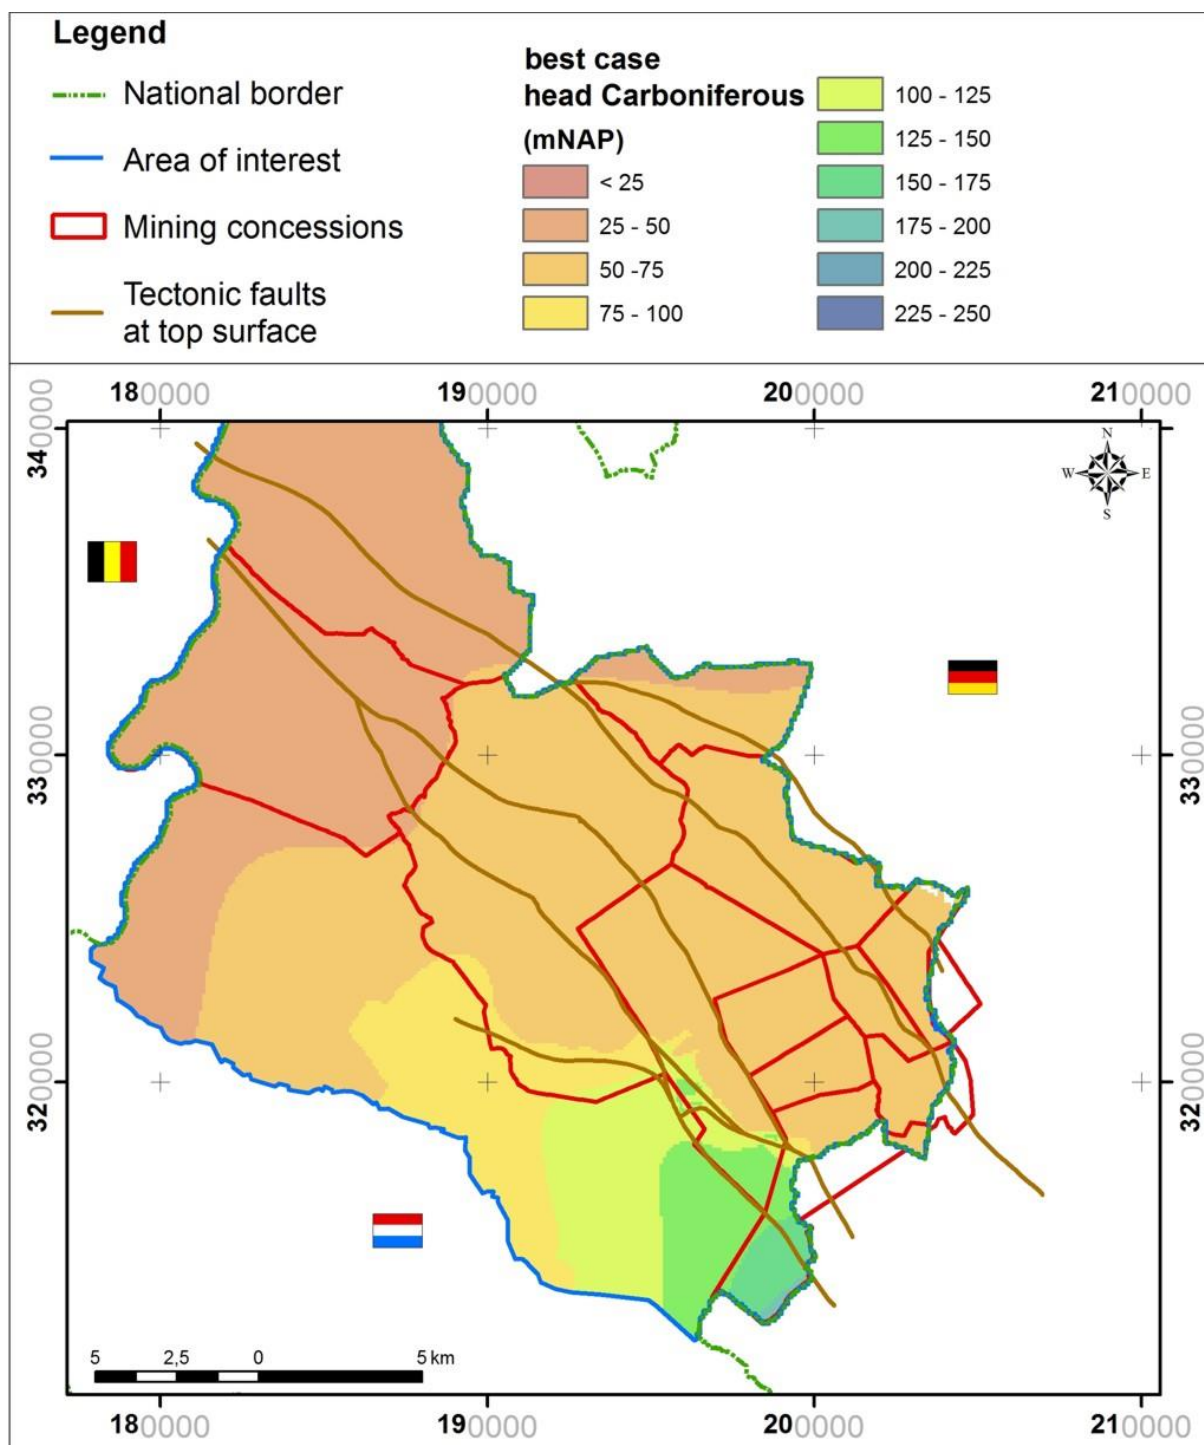 Legend
National border
Area of interest
Mining concessions
Tectonic faults
at top surface
best case
head Carboniferous
(mNAP)
< 25
25 - 50
50 -75
75 - 100
100 - 125
125 - 150
150 - 175
175 - 200
200 - 225
225 - 250
180000 190000 200000 210000
340000
N
W E
S
330000 330000
320000 320000
5 2,5 0 5 km
180000 190000 200000 210000